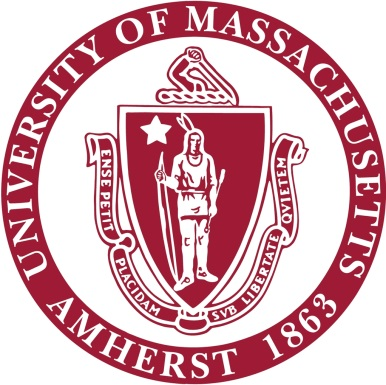 UNIVERSITY OF MASSACHUSETTS
AMHERST 1863
ENSE PETIT
PLACIDAM
SVB LIBERTATE
QVIETEM